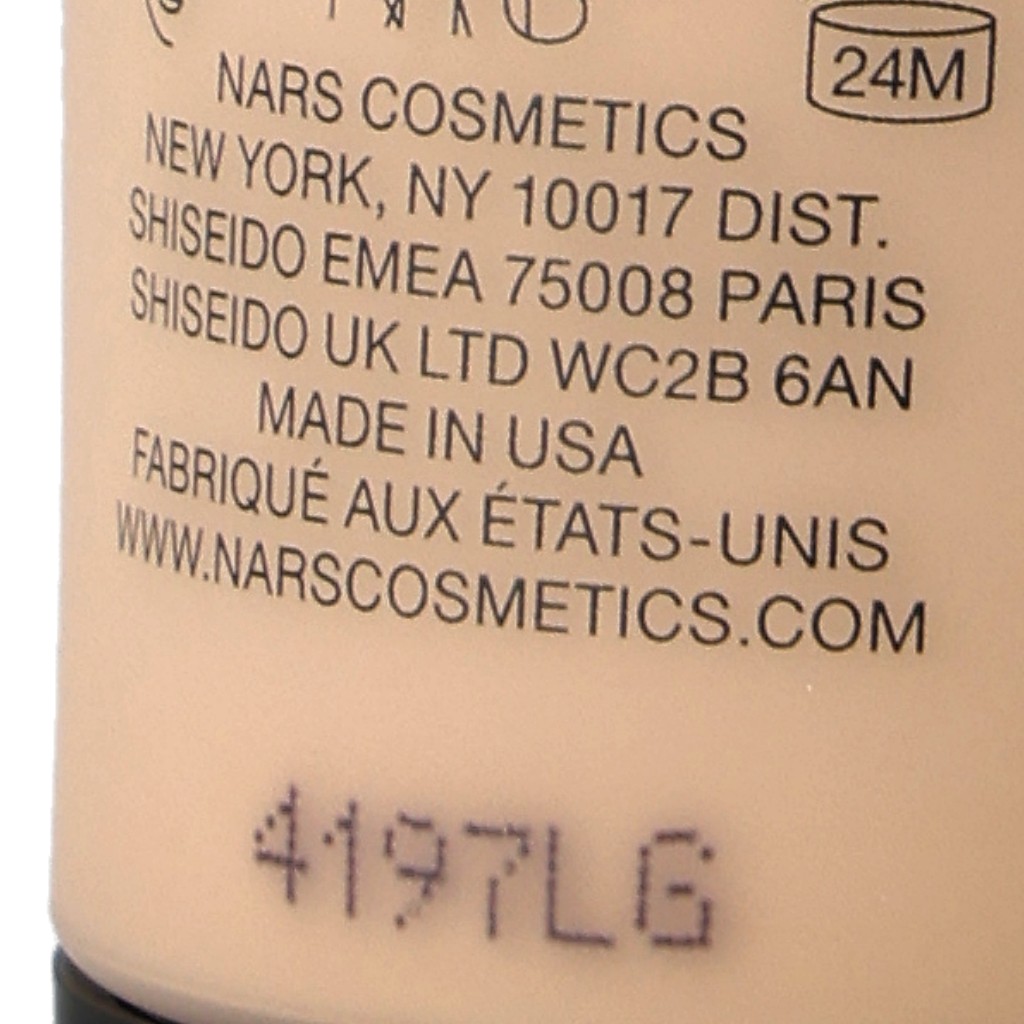 24M
NARS COSMETICS
NEW YORK, NY 10017 DIST.
SHISEIDO EMEA 75008 PARIS
SHISEIDO UK LTD WC2B 6AN
MADE IN USA
FABRIQUÉ AUX ÉTATS-UNIS
WWW.NARSCOSMETICS.COM
4197LG